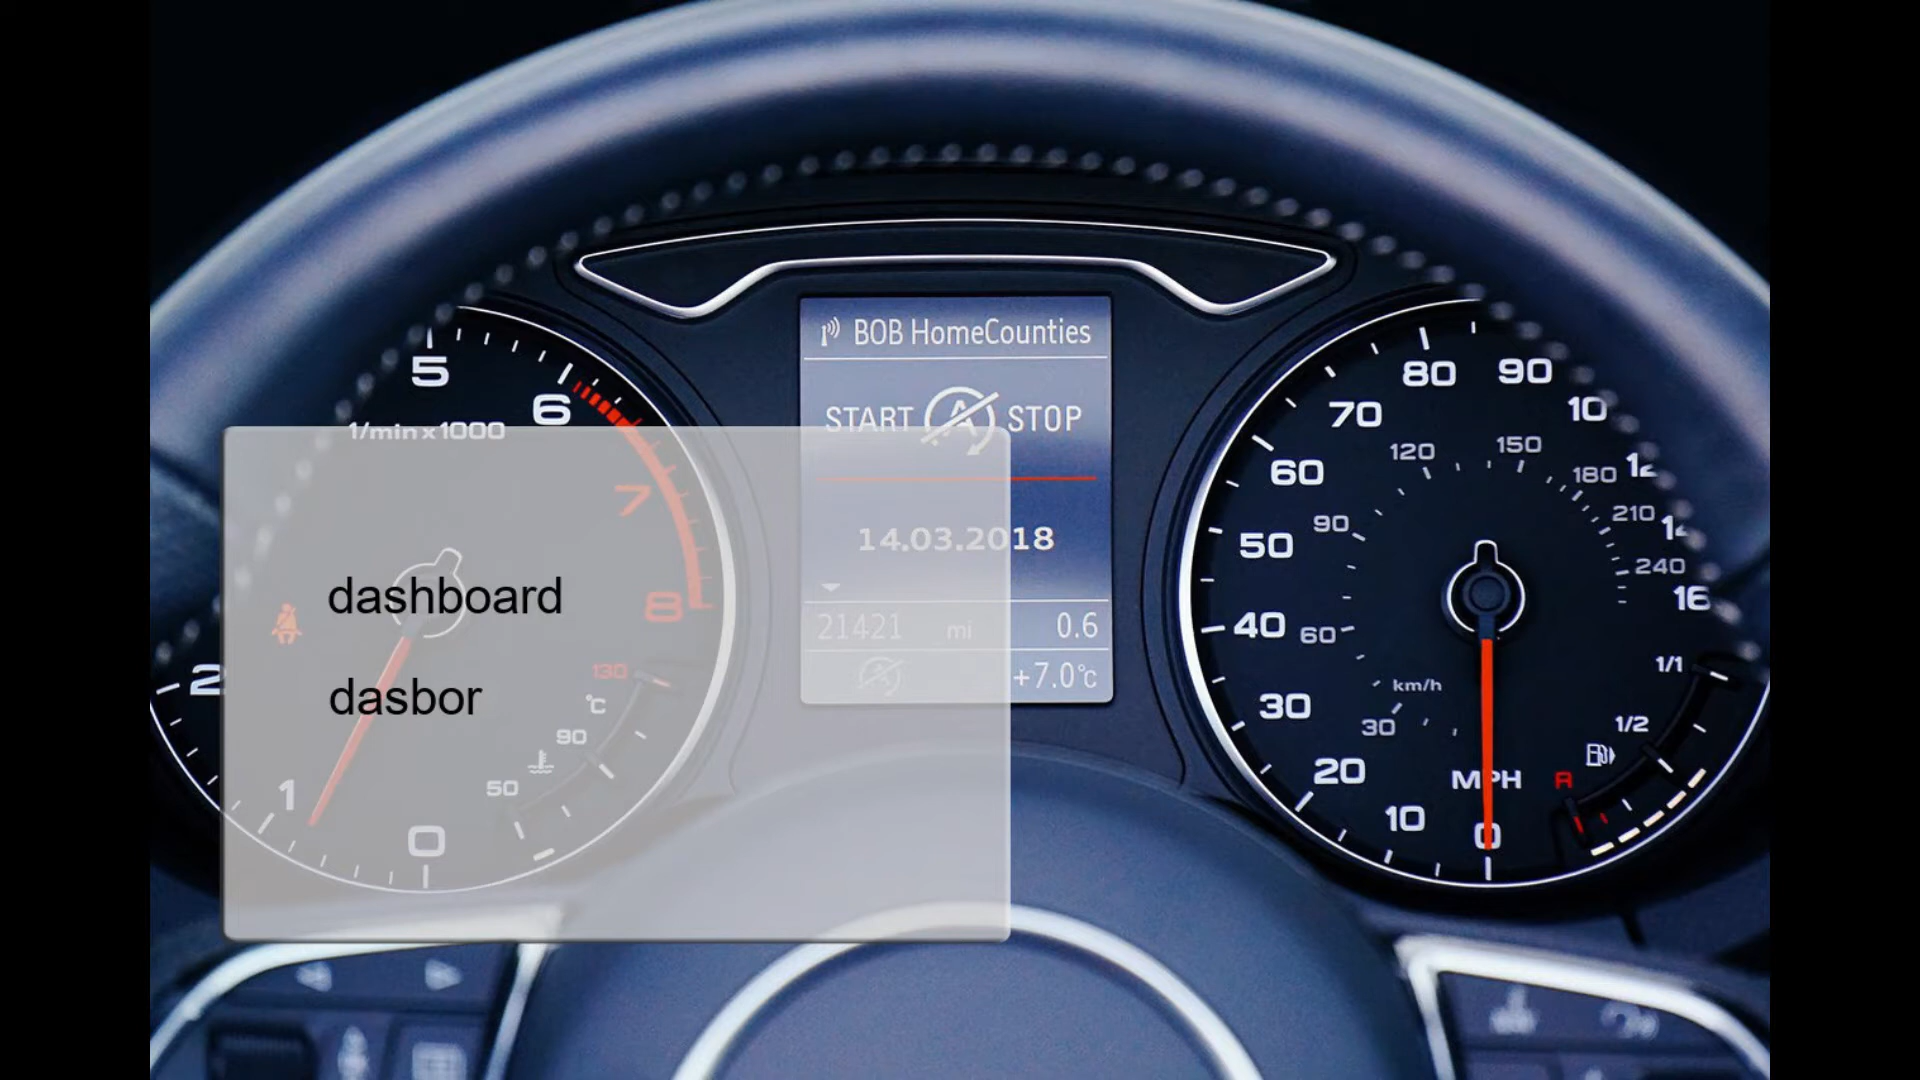 BOB HomeCounties
START A STOP
14.03.2018
21421 mi 0.6
+7.0°C
5
6
1/min x 1000
7
8
2
1
0
130
°C
90
50
dashboard
dasbor
80 90
70 10
60 120 150 180 12
50 90 210 14
40 60 240 16
30 km/h 1/1
30 1/2
20 MPH R
10 0